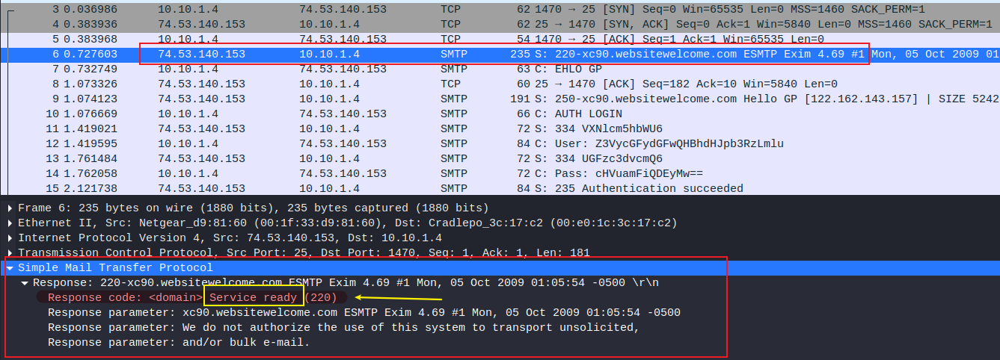 3 0.036986 10.10.1.4 74.53.140.153 TCP 62 1470 → 25 [SYN] Seq=0 Win=65535 Len=0 MSS=1460 SACK_PERM=1
4 0.383936 74.53.140.153 10.10.1.4 TCP 62 25 → 1470 [SYN, ACK] Seq=0 Ack=1 Win=5840 Len=0 MSS=1460 SACK_PERM=1
5 0.383968 10.10.1.4 74.53.140.153 TCP 54 1470 → 25 [ACK] Seq=1 Ack=1 Win=65535 Len=0
6 0.727603 74.53.140.153 10.10.1.4 SMTP 235 S: 220-xc90.websitewelcome.com ESMTP Exim 4.69 #1 Mon, 05 Oct 2009 01
7 0.732749 10.10.1.4 74.53.140.153 SMTP 63 C: EHLO GP
8 1.073326 74.53.140.153 10.10.1.4 TCP 60 25 → 1470 [ACK] Seq=182 Ack=10 Win=5840 Len=0
9 1.074123 74.53.140.153 10.10.1.4 SMTP 191 S: 250-xc90.websitewelcome.com Hello GP [122.162.143.157] | SIZE 5242
10 1.076669 10.10.1.4 74.53.140.153 SMTP 66 C: AUTH LOGIN
11 1.419021 74.53.140.153 10.10.1.4 SMTP 72 S: 334 VXNlcm5hbWU6
12 1.419595 10.10.1.4 74.53.140.153 SMTP 84 C: User: Z3VycGFydGFwQHBhdHJpb3RzLmlu
13 1.761484 74.53.140.153 10.10.1.4 SMTP 72 S: 334 UGFzc3dvcmQ6
14 1.762058 10.10.1.4 74.53.140.153 SMTP 72 C: Pass: cHVuamFiQDEyMw==
15 2.121738 74.53.140.153 10.10.1.4 SMTP 84 S: 235 Authentication succeeded
Frame 6: 235 bytes on wire (1880 bits), 235 bytes captured (1880 bits)
Ethernet II, Src: Netgear_d9:81:60 (00:1f:33:d9:81:60), Dst: Cradlepo_3c:17:c2 (00:e0:1c:3c:17:c2)
Internet Protocol Version 4, Src: 74.53.140.153, Dst: 10.10.1.4
Transmission Control Protocol, Src Port: 25, Dst Port: 1470, Seq: 1, Ack: 1, Len: 181
Simple Mail Transfer Protocol
Response: 220-xc90.websitewelcome.com ESMTP Exim 4.69 #1 Mon, 05 Oct 2009 01:05:54 -0500 \r\n
Response code: <domain> Service ready (220)
Response parameter: xc90.websitewelcome.com ESMTP Exim 4.69 #1 Mon, 05 Oct 2009 01:05:54 -0500
Response parameter: We do not authorize the use of this system to transport unsolicited,
Response parameter: and/or bulk e-mail.